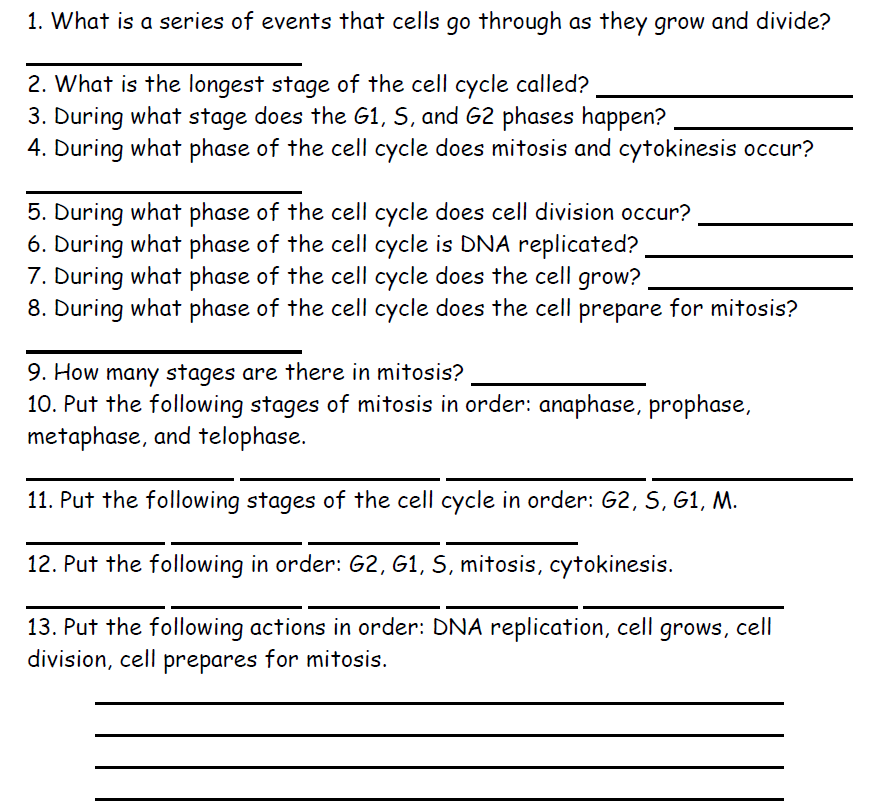 1. What is a series of events that cells go through as they grow and divide?
2. What is the longest stage of the cell cycle called?
3. During what stage does the G1, S, and G2 phases happen?
4. During what phase of the cell cycle does mitosis and cytokinesis occur?
5. During what phase of the cell cycle does cell division occur?
6. During what phase of the cell cycle is DNA replicated?
7. During what phase of the cell cycle does the cell grow?
8. During what phase of the cell cycle does the cell prepare for mitosis?
9. How many stages are there in mitosis?
10. Put the following stages of mitosis in order: anaphase, prophase,
metaphase, and telophase.
11. Put the following stages of the cell cycle in order: G2, S, G1, M.
12. Put the following in order: G2, G1, S, mitosis, cytokinesis.
13. Put the following actions in order: DNA replication, cell grows, cell
division, cell prepares for mitosis.